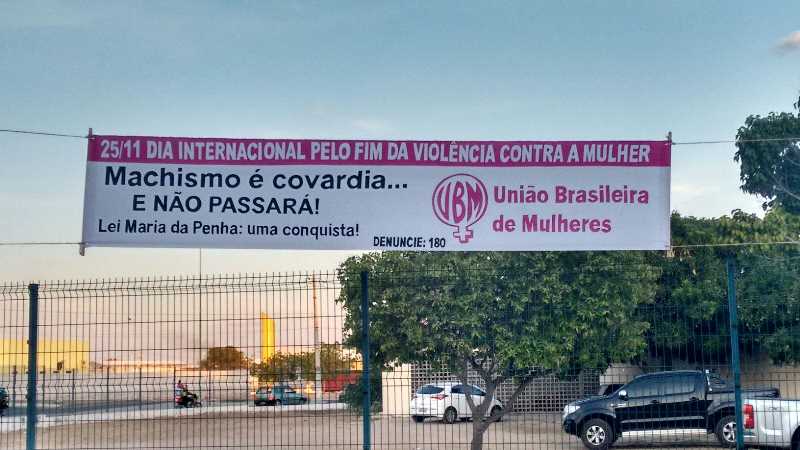 25/11 DIA INTERNACIONAL PELO FIM DA VIOLÊNCIA CONTRA A MULHER
Machismo é covardia...
E NÃO PASSARÁ!
Lei Maria da Penha: uma conquista!
DENUNCIE: 180
UBM
União Brasileira
de Mulheres